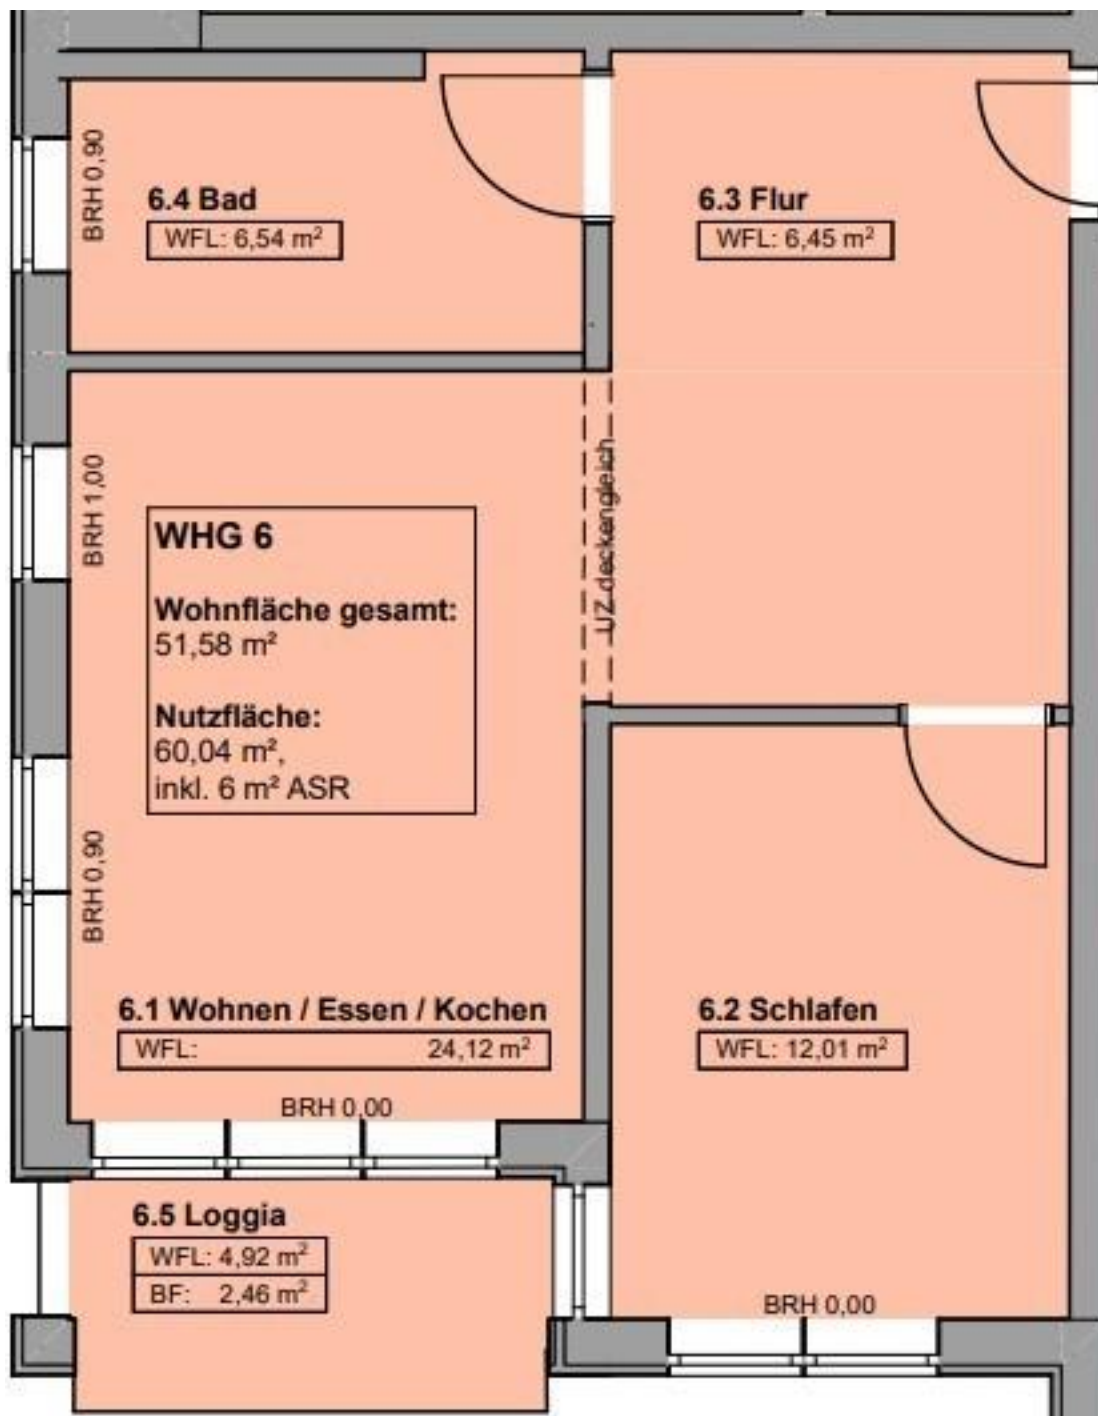 BRH 0,90
6.4 Bad
WFL: 6,54 m²
6.3 Flur
WFL: 6,45 m²
BRH 1,00
UZ deckengleich
WHG 6
Wohnfläche gesamt:
51,58 m²
Nutzfläche:
60,04 m²,
inkl. 6 m² ASR
BRH 0,90
6.1 Wohnen / Essen / Kochen
WFL: 24,12 m²
6.2 Schlafen
WFL: 12,01 m²
BRH 0,00
6.5 Loggia
WFL: 4,92 m²
BF: 2,46 m²
BRH 0,00